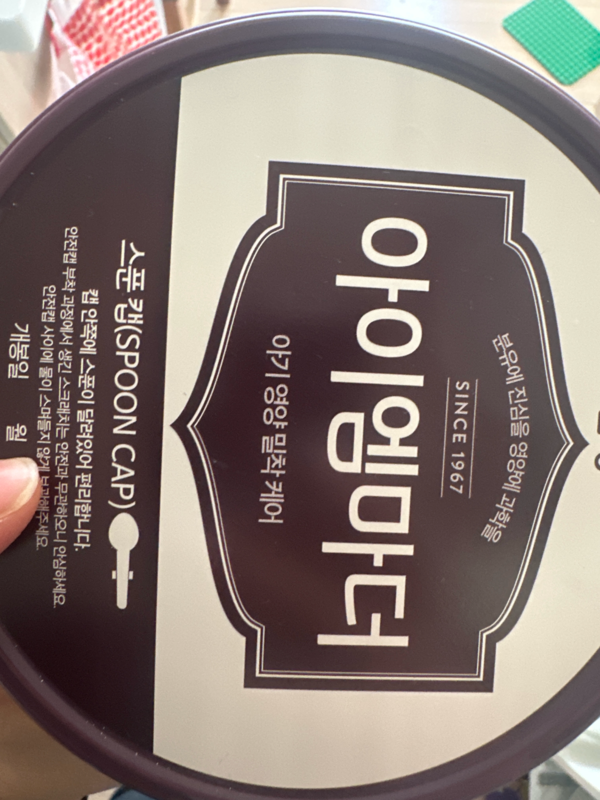 분유에 진심을 영양에 과학을
SINCE 1967
아이엠마더
아기 영양 밀착 케어
스푼 캡(SPOON CAP)
캡 안쪽에 스푼이 달려있어 편리합니다.
안전캡 부착 과정에서 생긴 스크래치는 안전과 무관하오니 안심하세요.
안전캡 사이에 물이 스며들지 않게 보관해주세요.
개봉일 월